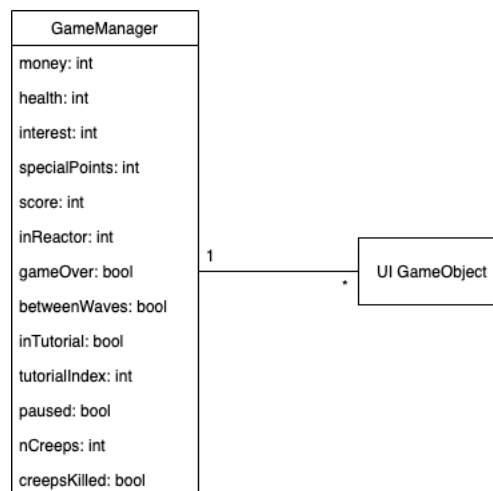 GameManager
money: int
health: int
interest: int
specialPoints: int
score: int
inReactor: int
gameOver: bool
betweenWaves: bool
inTutorial: bool
tutorialIndex: int
paused: bool
nCreeps: int
creepsKilled: bool
1
*
UI GameObject